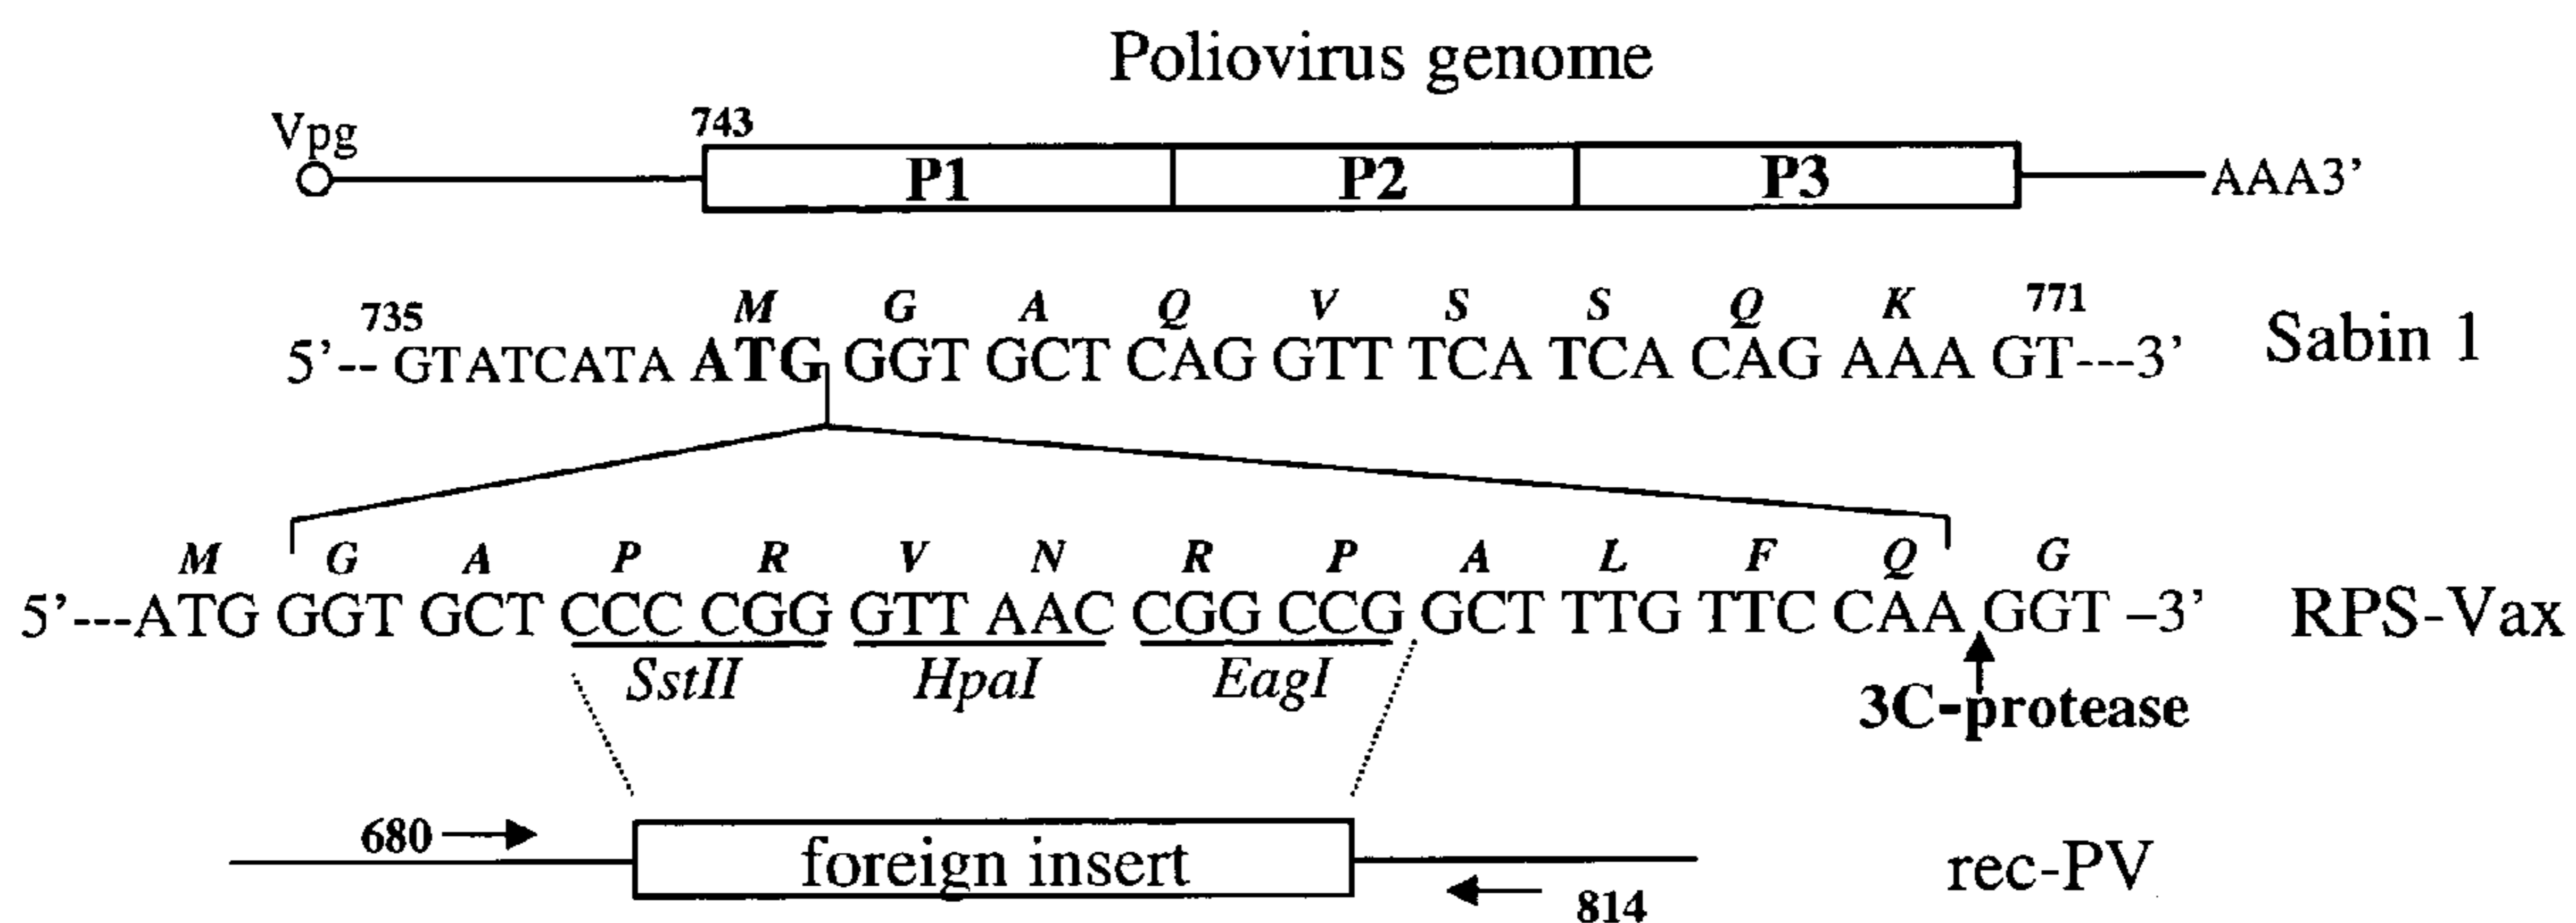 Poliovirus genome
Vpg
743
P1 P2 P3 AAA3’
735 M G A Q V S S Q K 771
5’-- GTATCATA ATG GGT GCT CAG GTT TCA TCA CAG AAA GT---3’ Sabin 1
M G A P R V N R P A L F Q G
5’---ATG GGT GCT CCC CGG GTT AAC CGG CCG GCT TTG TTC CAA GGT –3’ RPS-Vax
SstII HpaI EagI
3C-protease
680 foreign insert rec-PV
814